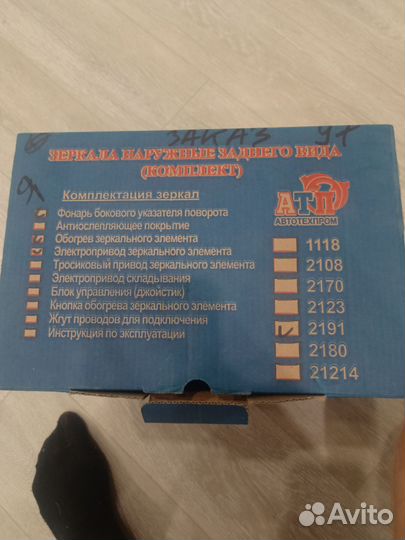 ЗАКАЗ
ЗЕРКАЛА НАРУЖНЫЕ ЗАДНЕГО ВИДА
(КОМПЛЕКТ)
Комплектация зеркал
Фонарь бокового указателя поворота
Антиослепляющее покрытие
Обогрев зеркального элемента
Электропривод зеркального элемента
Тросиковый привод зеркального элемента
Электропривод складывания
Блок управления (джойстик)
Кнопка обогрева зеркального элемента
Жгут проводов для подключения
Инструкция по эксплуатации
АТП
АВТОТЕХПРОМ
1118
2108
2170
2123
2191
2180
21214
Avito